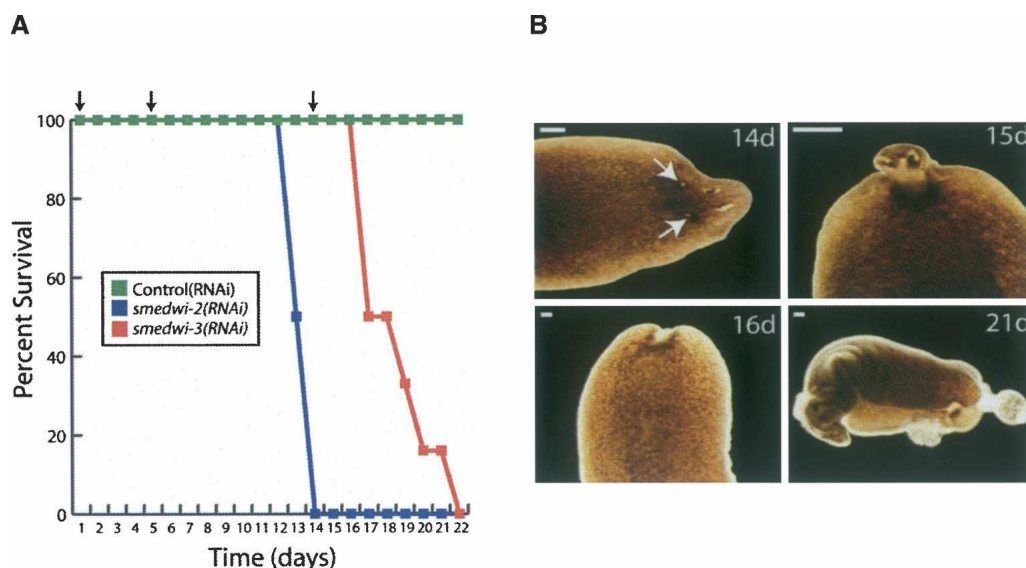 A
B
100
80
60
40
20
0
Percent Survival
Control(RNAi)
smedwi-2(RNAi)
smedwi-3(RNAi)
1 2 3 4 5 6 7 8 9 10 11 12 13 14 15 16 17 18 19 20 21 22
Time (days)
14d
15d
16d
21d